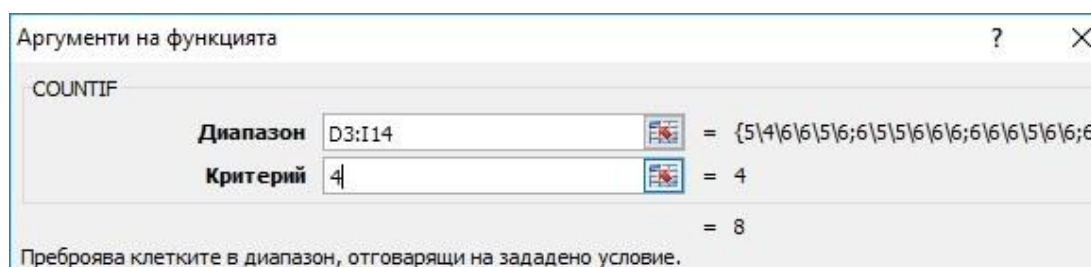 Аргументи на функцията ?
COUNTIF
Диапазон D3:I14 = {5\4\6\6\5\6;6\5\5\6\6\6;6\6\6\5\6\6;6
Критерий 4 = 4
= 8
Преброява клетките в диапазон, отговарящи на зададено условие.